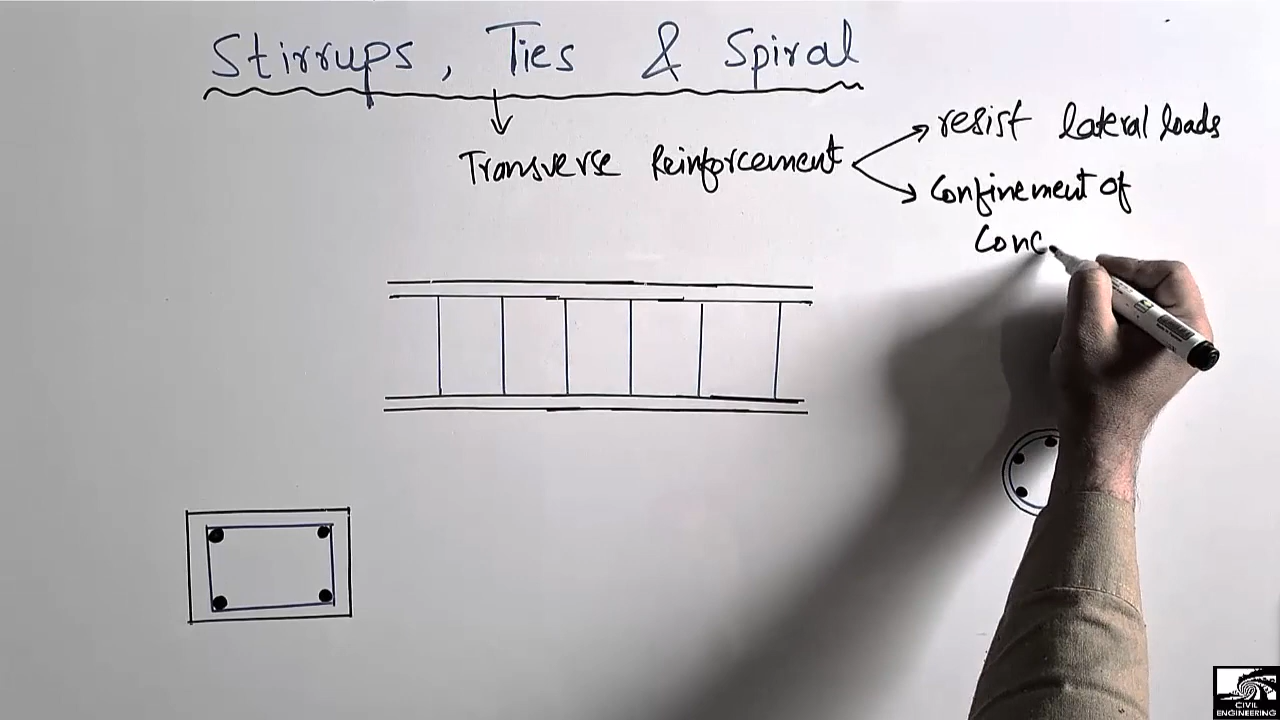 Stirrups, Ties & Spiral
Transverse Reinforcement
resist lateral loads
Confinement of
Conc
CIVIL
ENGINEERING